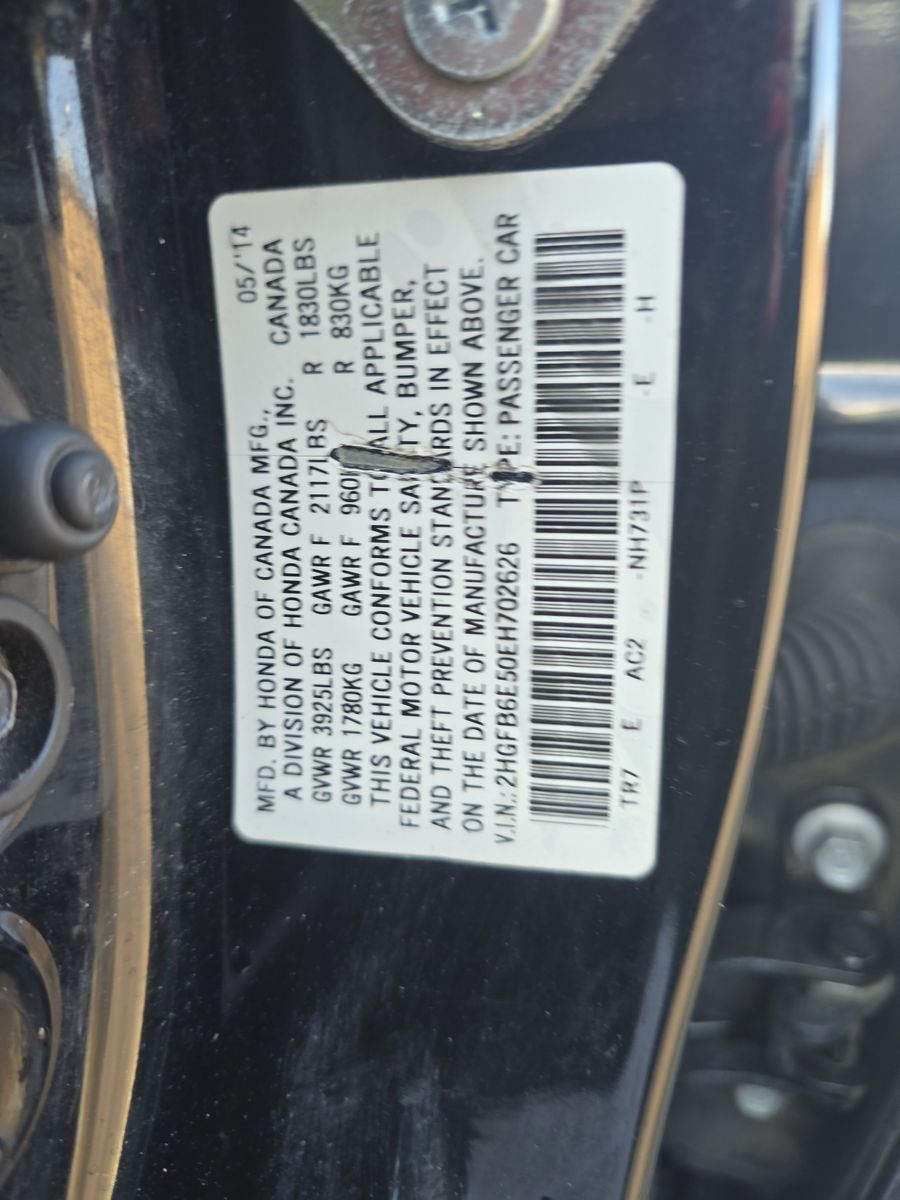 MFD. BY HONDA OF CANADA MFG., 05/'14
A DIVISION OF HONDA CANADA INC. CANADA
GVWR 3925LBS GAWR F 2117LBS R 1830LBS
GVWR 1780KG GAWR F 960 R 830KG
THIS VEHICLE CONFORMS TO ALL APPLICABLE
FEDERAL MOTOR VEHICLE SAFETY, BUMPER,
AND THEFT PREVENTION STANDARDS IN EFFECT
ON THE DATE OF MANUFACTURE SHOWN ABOVE.
V.I.N.: 2HGFB6E50EH702626 TYPE: PASSENGER CAR
TR7 E AC2 -NH731P -E -H